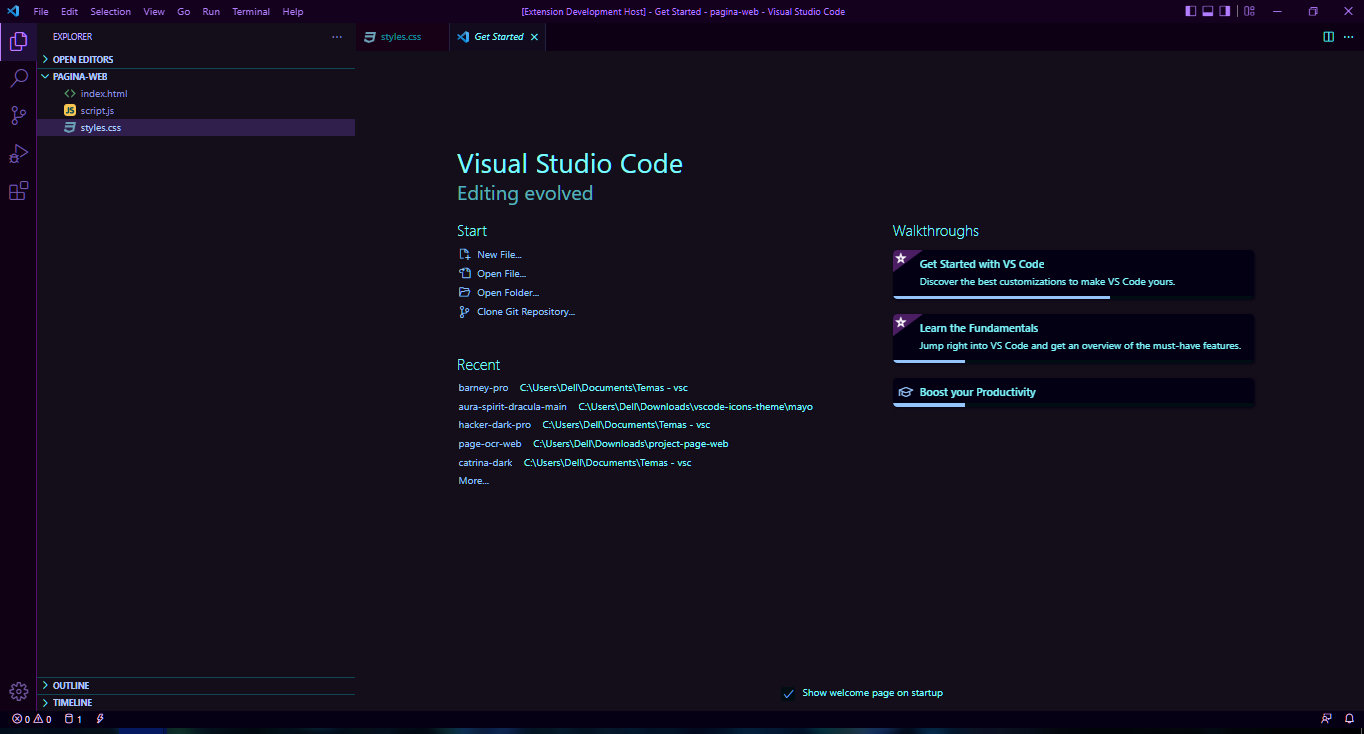 File Edit Selection View Go Run Terminal Help [Extension Development Host] - Get Started - pagina-web - Visual Studio Code
EXPLORER ...
styles.css
Get Started
OPEN EDITORS
PAGINA-WEB
index.html
JS script.js
styles.css
Visual Studio Code
Editing evolved
Start
New File...
Open File...
Open Folder...
Clone Git Repository...
Recent
barney-pro C:\Users\Dell\Documents\Temas - vsc
aura-spirit-dracula-main C:\Users\Dell\Downloads\vscode-icons-theme\mayo
hacker-dark-pro C:\Users\Dell\Documents\Temas - vsc
page-ocr-web C:\Users\Dell\Downloads\project-page-web
catrina-dark C:\Users\Dell\Documents\Temas - vsc
More...
Walkthroughs
Get Started with VS Code
Discover the best customizations to make VS Code yours.
Learn the Fundamentals
Jump right into VS Code and get an overview of the must-have features.
Boost your Productivity
Show welcome page on startup
OUTLINE
TIMELINE
0 0 1